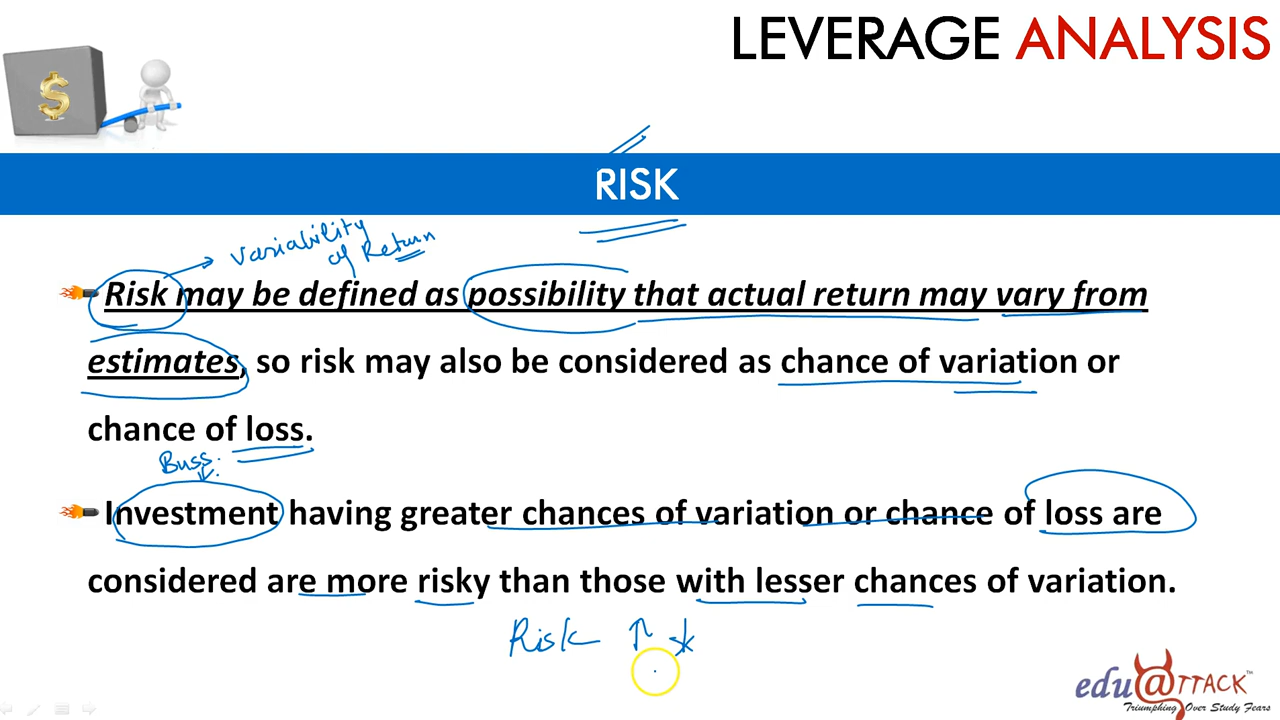 LEVERAGE ANALYSIS
$
RISK
Variability
of Return
Risk may be defined as possibility that actual return may vary from
estimates, so risk may also be considered as chance of variation or
chance of loss.
Buss.
Investment having greater chances of variation or chance of loss are
considered are more risky than those with lesser chances of variation.
Risk ↑
edu@TTACK™
Triumphing Over Study Fears